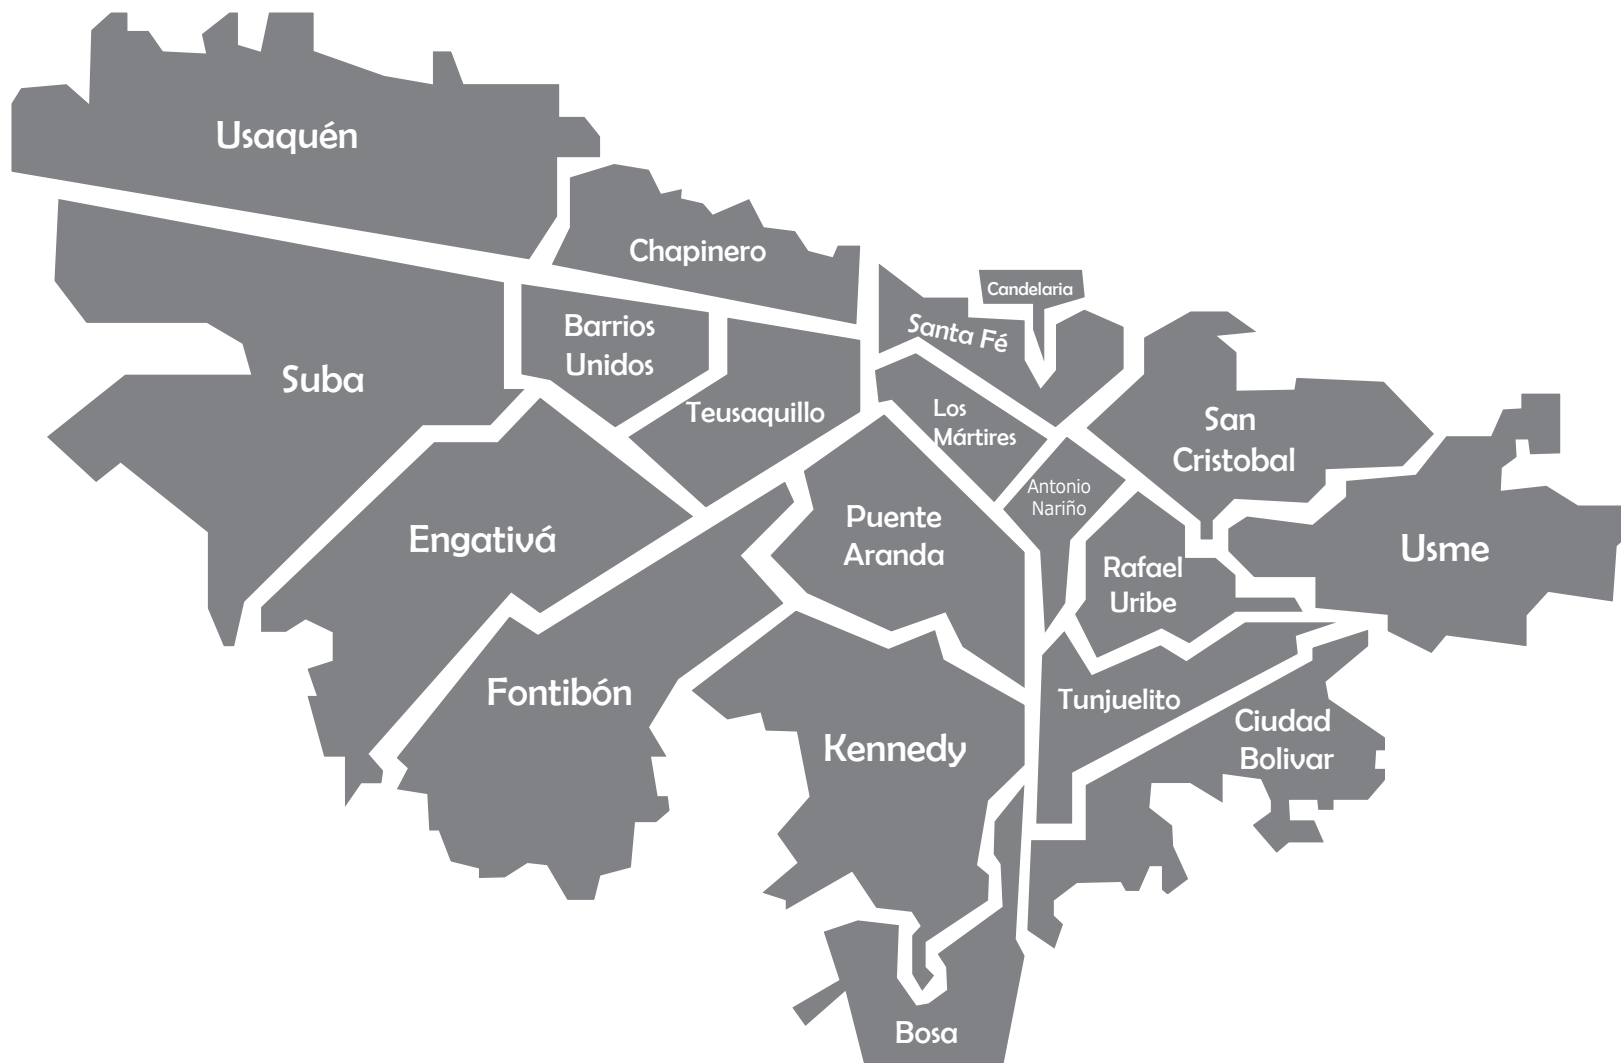 Usaquén
Chapinero
Candelaria
Santa Fé
Barrios
Unidos
Suba
Teusaquillo
Los
Mártires
San
Cristobal
Antonio
Nariño
Puente
Aranda
Engativá
Usme
Rafael
Uribe
Fontibón
Tunjuelito
Ciudad
Bolivar
Kennedy
Bosa